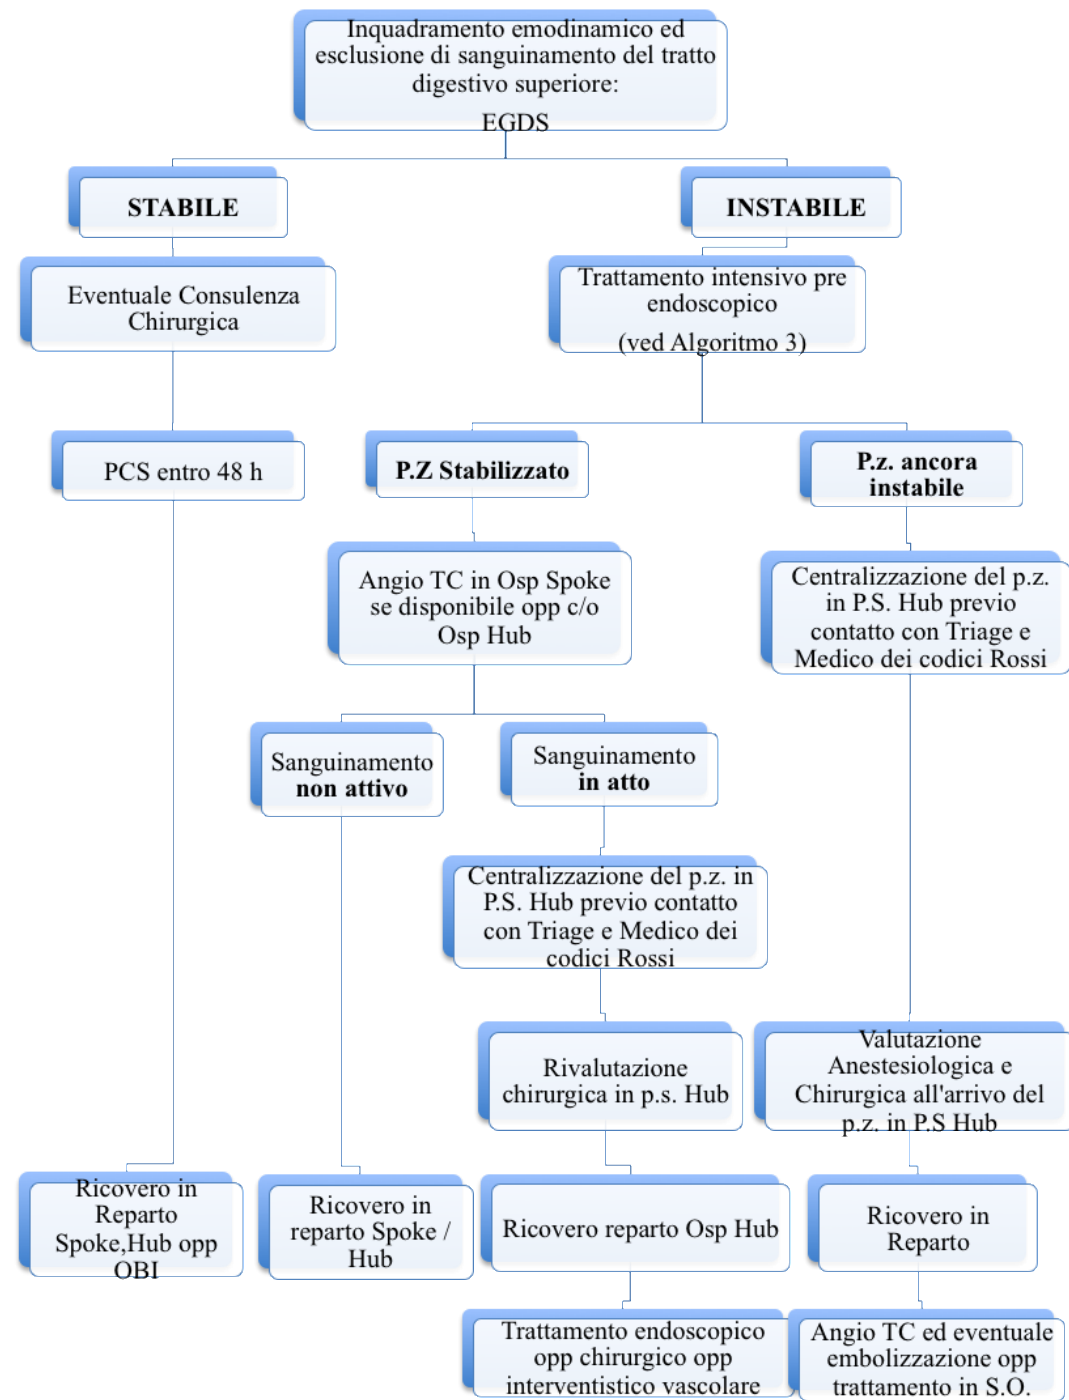 Inquadramento emodinamico ed
esclusione di sanguinamento del tratto
digestivo superiore:
EGDS
STABILE
INSTABILE
Eventuale Consulenza
Chirurgica
Trattamento intensivo pre
endoscopico
(ved Algoritmo 3)
PCS entro 48 h
P.Z Stabilizzato
P.z. ancora
instabile
Angio TC in Osp Spoke
se disponibile opp c/o
Osp Hub
Centralizzazione del p.z.
in P.S. Hub previo
contatto con Triage e
Medico dei codici Rossi
Sanguinamento
non attivo
Sanguinamento
in atto
Centralizzazione del p.z. in
P.S. Hub previo contatto
con Triage e Medico dei
codici Rossi
Rivalutazione
chirurgica in p.s. Hub
Valutazione
Anestesiologica e
Chirurgica all'arrivo del
p.z. in P.S Hub
Ricovero in
Reparto
Spoke,Hub opp
OBI
Ricovero in
reparto Spoke /
Hub
Ricovero reparto Osp Hub
Ricovero in
Reparto
Trattamento endoscopico
opp chirurgico opp
interventistico vascolare
Angio TC ed eventuale
embolizzazione opp
trattamento in S.O.